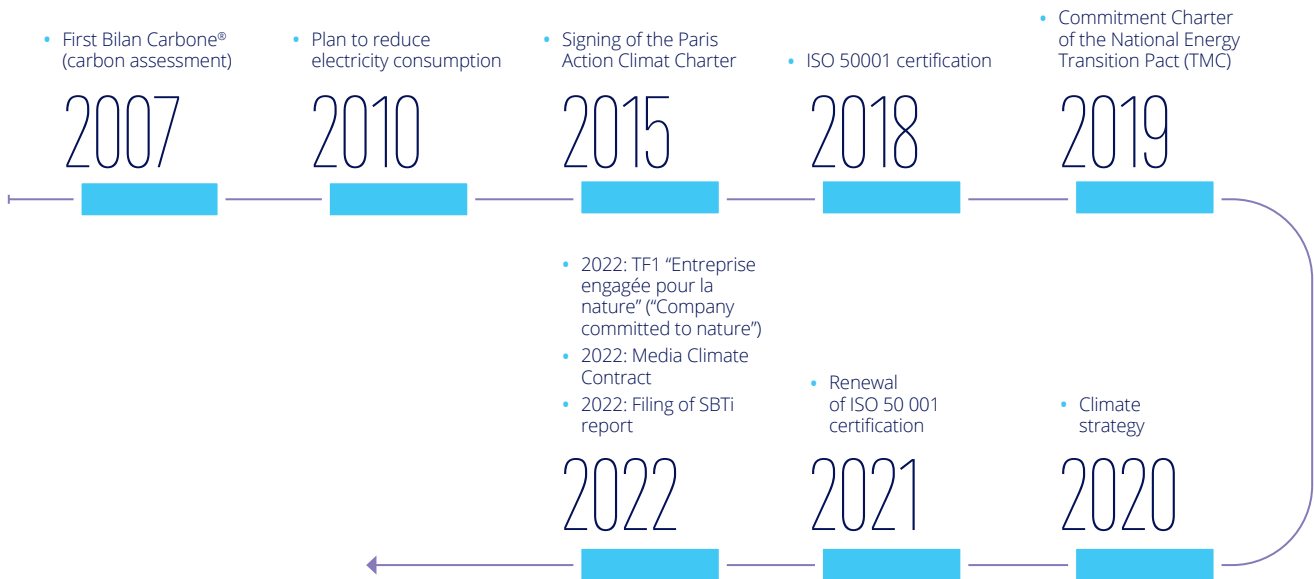 • First Bilan Carbone®
(carbon assessment)
2007
• Plan to reduce
electricity consumption
2010
• Signing of the Paris
Action Climat Charter
2015
• ISO 50001 certification
2018
• Commitment Charter
of the National Energy
Transition Pact (TMC)
2019
• Climate
strategy
2020
• Renewal
of ISO 50 001
certification
2021
• 2022: TF1 “Entreprise
engagée pour la
nature” (“Company
committed to nature”)
• 2022: Media Climate
Contract
• 2022: Filing of SBTi
report
2022